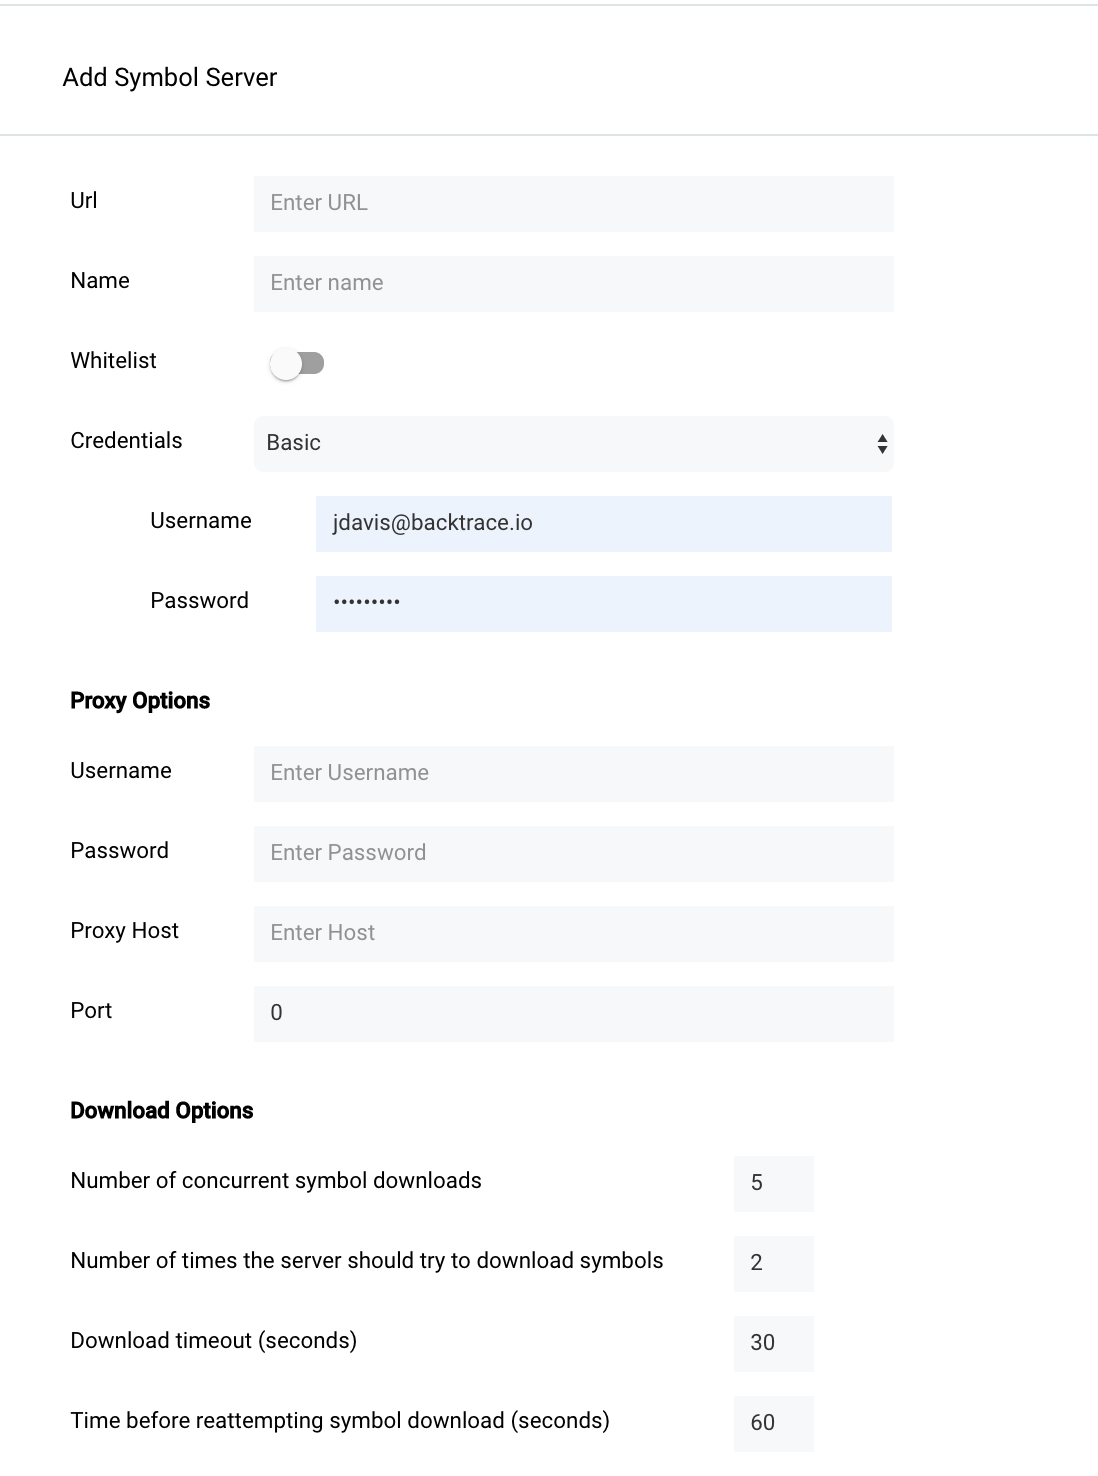 Add Symbol Server
Url Enter URL
Name Enter name
Whitelist
Credentials Basic
Username jdavis@backtrace.io
Password •••••••••
Proxy Options
Username Enter Username
Password Enter Password
Proxy Host Enter Host
Port 0
Download Options
Number of concurrent symbol downloads 5
Number of times the server should try to download symbols 2
Download timeout (seconds) 30
Time before reattempting symbol download (seconds) 60